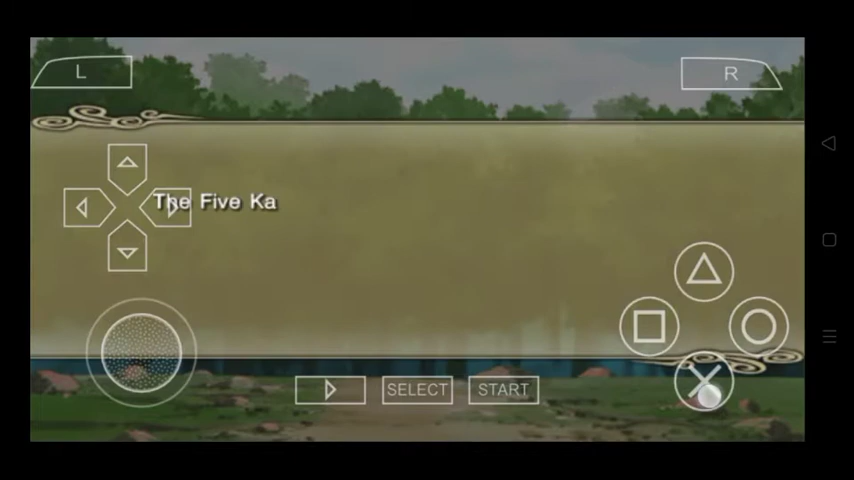 L
R
The Five Ka
SELECT
START